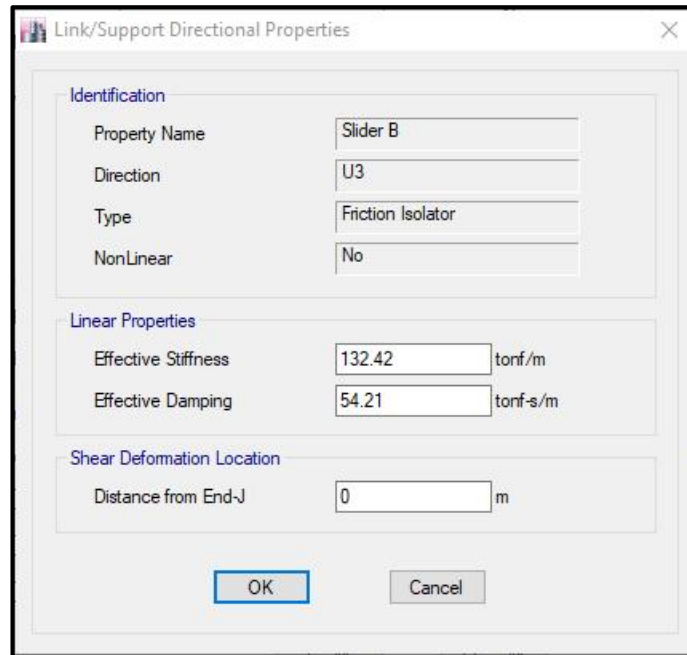 Link/Support Directional Properties
Identification
Property Name Slider B
Direction U3
Type Friction Isolator
NonLinear No
Linear Properties
Effective Stiffness 132.42 tonf/m
Effective Damping 54.21 tonf-s/m
Shear Deformation Location
Distance from End-J 0 m
OK Cancel